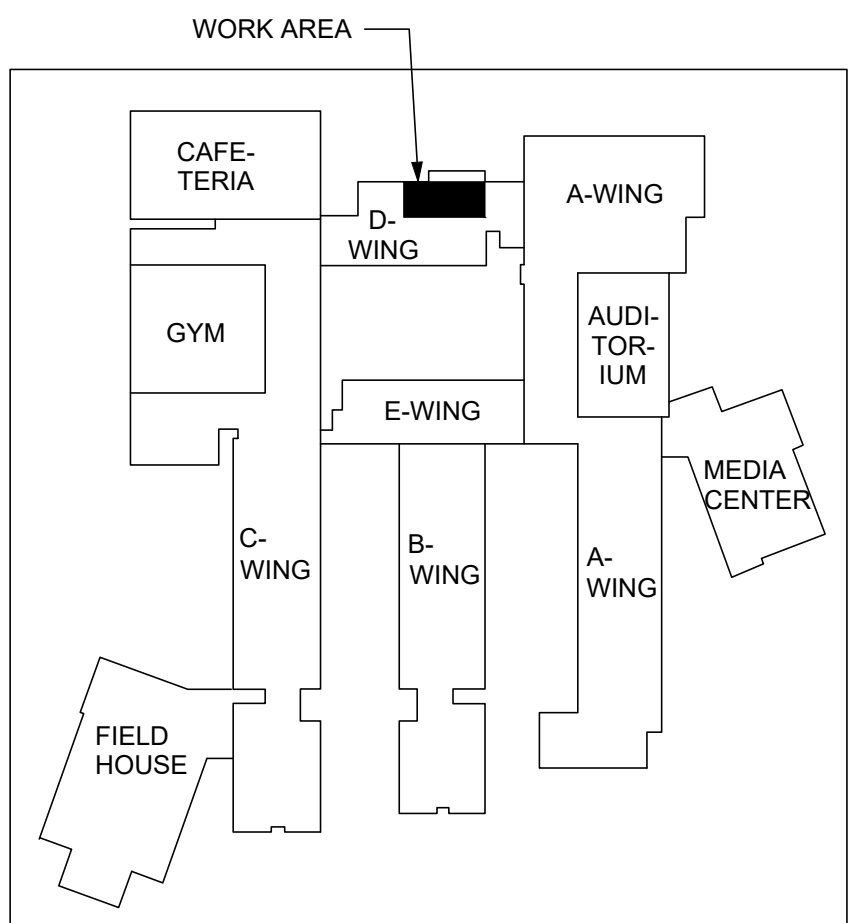 WORK AREA
CAFE-
TERIA
A-WING
D-
WING
GYM
AUDI-
TOR-
IUM
E-WING
MEDIA
CENTER
C-
WING
B-
WING
A-
WING
FIELD
HOUSE